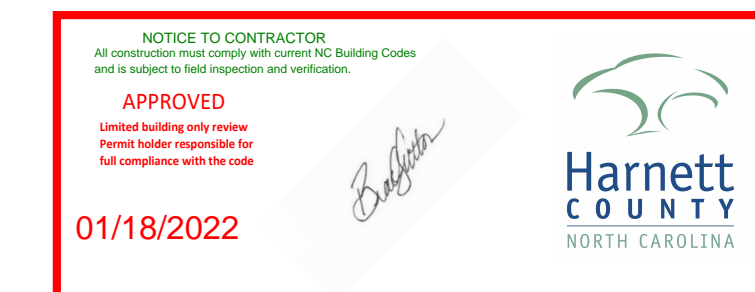 NOTICE TO CONTRACTOR
All construction must comply with current NC Building Codes
and is subject to field inspection and verification.
APPROVED
Limited building only review
Permit holder responsible for
full compliance with the code
01/18/2022
Brad Sutton
Harnett
COUNTY
NORTH CAROLINA